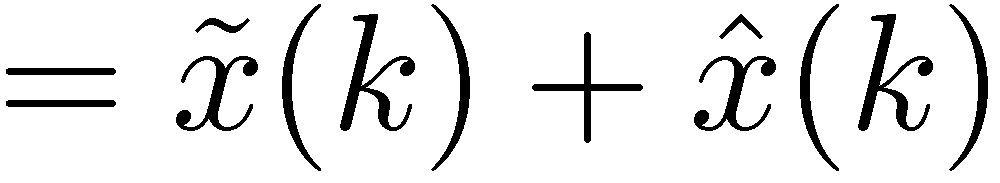 = x̃(k) + x̂(k)